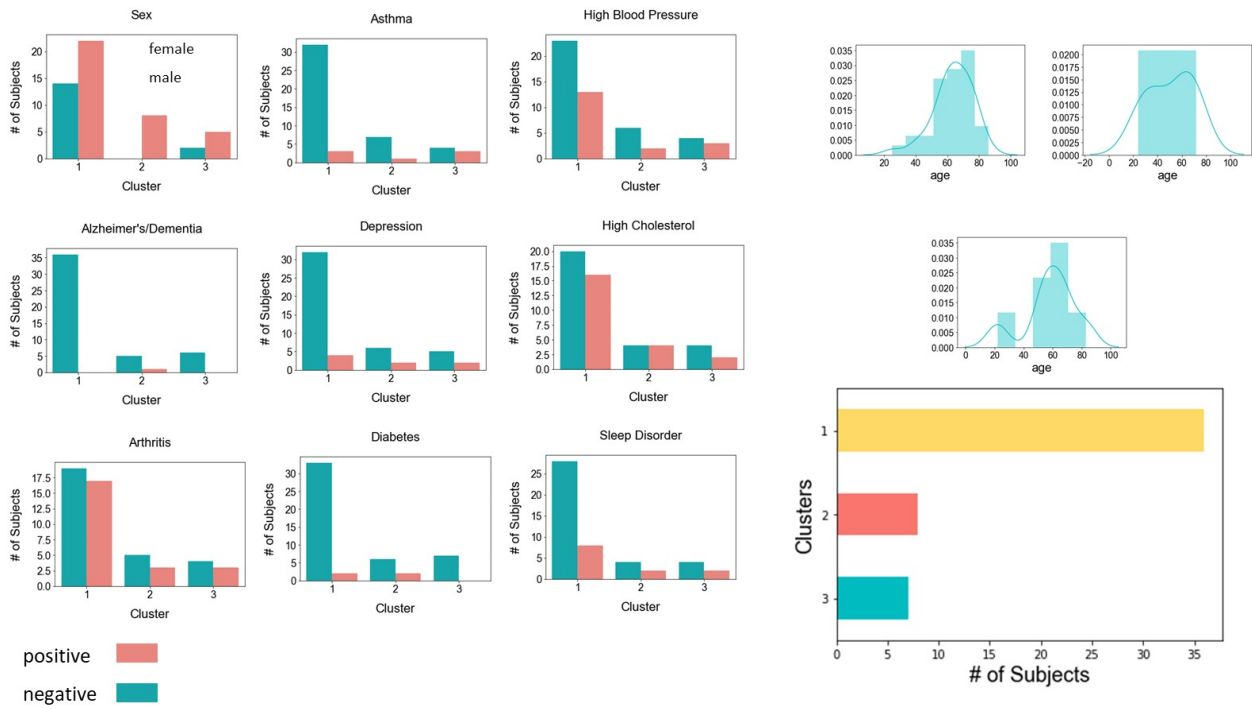 Sex
# of Subjects
20
15
10
5
0
female
male
1 2 3
Cluster
Asthma
# of Subjects
30
25
20
15
10
5
0
1 2 3
Cluster
High Blood Pressure
# of Subjects
20
15
10
5
0
1 2 3
Cluster
Alzheimer's/Dementia
# of Subjects
35
30
25
20
15
10
5
0
1 2 3
Cluster
Depression
# of Subjects
30
25
20
15
10
5
0
1 2 3
Cluster
High Cholesterol
# of Subjects
20.0
17.5
15.0
12.5
10.0
7.5
5.0
2.5
0.0
1 2 3
Cluster
Arthritis
# of Subjects
17.5
15.0
12.5
10.0
7.5
5.0
2.5
0.0
1 2 3
Cluster
Diabetes
# of Subjects
30
25
20
15
10
5
0
1 2 3
Cluster
Sleep Disorder
# of Subjects
25
20
15
10
5
0
1 2 3
Cluster
positive
negative
0.035
0.030
0.025
0.020
0.015
0.010
0.005
0.000
20 40 60 80 100
age
0.0200
0.0175
0.0150
0.0125
0.0100
0.0075
0.0050
0.0025
0.0000
−20 0 20 40 60 80 100
age
0.035
0.030
0.025
0.020
0.015
0.010
0.005
0.000
0 20 40 60 80 100
age
Clusters
1
2
3
0 5 10 15 20 25 30 35
# of Subjects